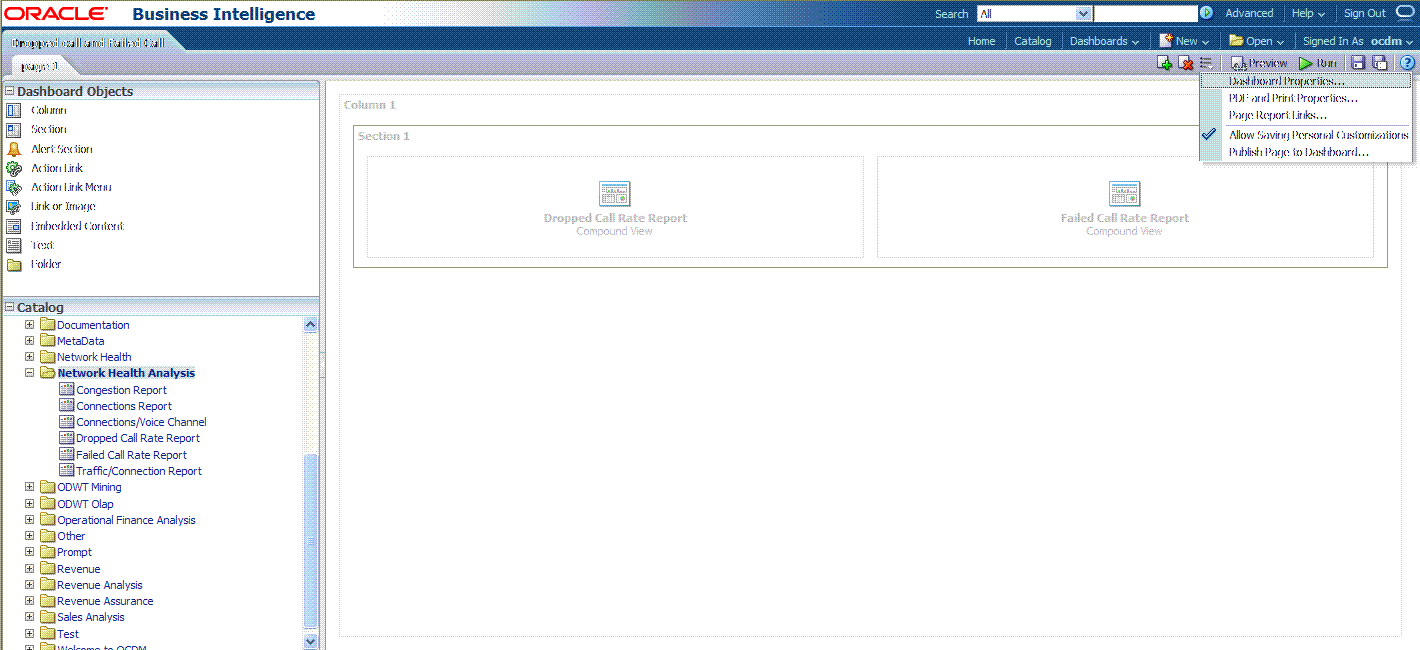 ORACLE Business Intelligence
Search All Advanced Help Sign Out
Dropped call and Failed Call
Home Catalog Dashboards New Open Signed In As ocdm
page 1
Preview Run
Dashboard Objects
Column
Section
Alert Section
Action Link
Action Link Menu
Link or Image
Embedded Content
Text
Folder
Catalog
Documentation
MetaData
Network Health
Network Health Analysis
Congestion Report
Connections Report
Connections/Voice Channel
Dropped Call Rate Report
Failed Call Rate Report
Traffic/Connection Report
ODWT Mining
ODWT Olap
Operational Finance Analysis
Other
Prompt
Revenue
Revenue Analysis
Revenue Assurance
Sales Analysis
Test
Welcome to OCDM
Column 1
Section 1
Dropped Call Rate Report
Compound View
Failed Call Rate Report
Compound View
Dashboard Properties...
PDF and Print Properties...
Page Report Links...
Allow Saving Personal Customizations
Publish Page to Dashboard...